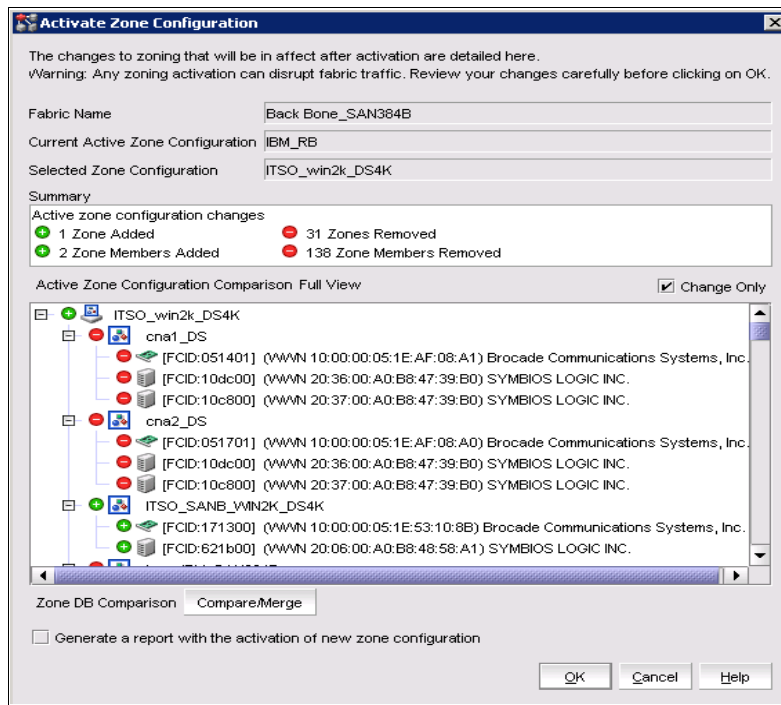 Activate Zone Configuration
The changes to zoning that will be in affect after activation are detailed here.
Warning: Any zoning activation can disrupt fabric traffic. Review your changes carefully before clicking on OK.
Fabric Name Back Bone_SAN384B
Current Active Zone Configuration IBM_RB
Selected Zone Configuration ITSO_win2k_DS4K
Summary
Active zone configuration changes
1 Zone Added 31 Zones Removed
2 Zone Members Added 138 Zone Members Removed
Active Zone Configuration Comparison Full View Change Only
ITSO_win2k_DS4K
cna1_DS
[FCID:051401] (WWN 10:00:00:05:1E:AF:08:A1) Brocade Communications Systems, Inc.
[FCID:10dc00] (WWN 20:36:00:A0:B8:47:39:B0) SYMBIOS LOGIC INC.
[FCID:10c800] (WWN 20:37:00:A0:B8:47:39:B0) SYMBIOS LOGIC INC.
cna2_DS
[FCID:051701] (WWN 10:00:00:05:1E:AF:08:A0) Brocade Communications Systems, Inc.
[FCID:10dc00] (WWN 20:36:00:A0:B8:47:39:B0) SYMBIOS LOGIC INC.
[FCID:10c800] (WWN 20:37:00:A0:B8:47:39:B0) SYMBIOS LOGIC INC.
ITSO_SANB_WIN2K_DS4K
[FCID:171300] (WWN 10:00:00:05:1E:53:10:8B) Brocade Communications Systems, Inc.
[FCID:621b00] (WWN 20:06:00:A0:B8:48:58:A1) SYMBIOS LOGIC INC.
Zone DB Comparison Compare/Merge
Generate a report with the activation of new zone configuration
OK Cancel Help